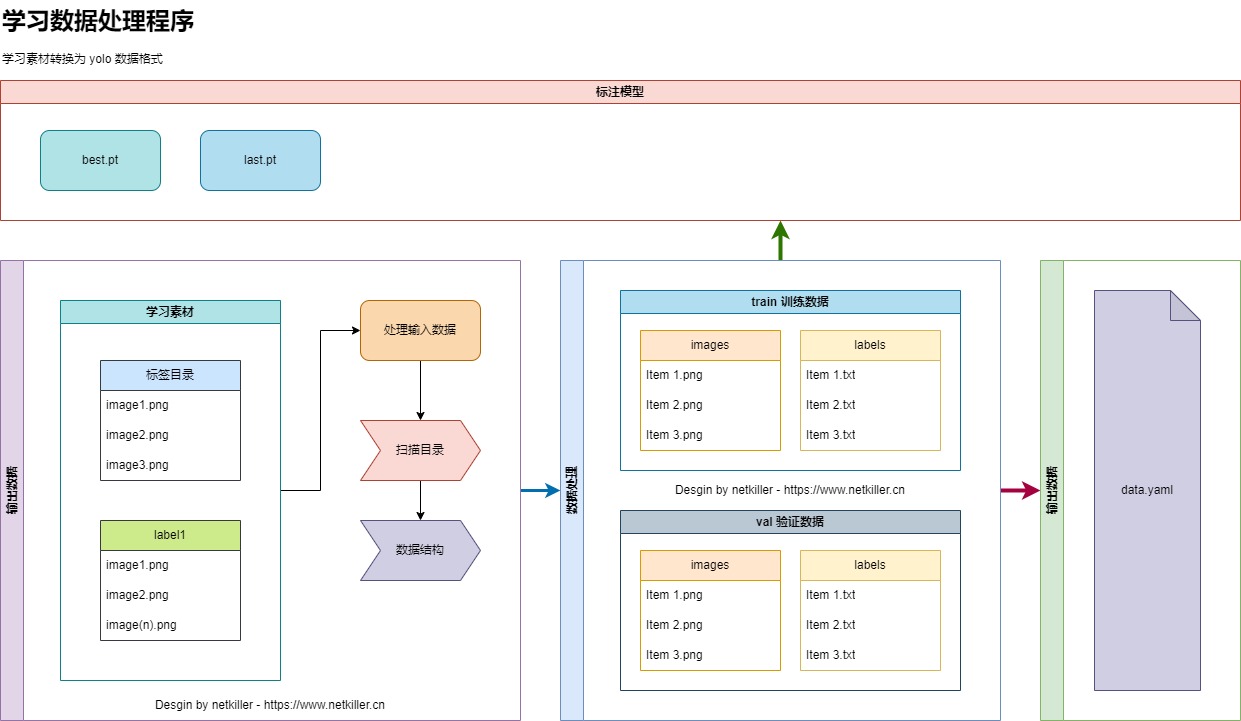 学习数据处理程序
学习素材转换为 yolo 数据格式
标注模型
best.pt
last.pt
输出数据
学习素材
标签目录
image1.png
image2.png
image3.png
label1
image1.png
image2.png
image(n).png
处理输入数据
扫描目录
数据结构
Desgin by netkiller - https://www.netkiller.cn
数据处理
train 训练数据
images
Item 1.png
Item 2.png
Item 3.png
labels
Item 1.txt
Item 2.txt
Item 3.txt
Desgin by netkiller - https://www.netkiller.cn
val 验证数据
images
Item 1.png
Item 2.png
Item 3.png
labels
Item 1.txt
Item 2.txt
Item 3.txt
输出数据
data.yaml